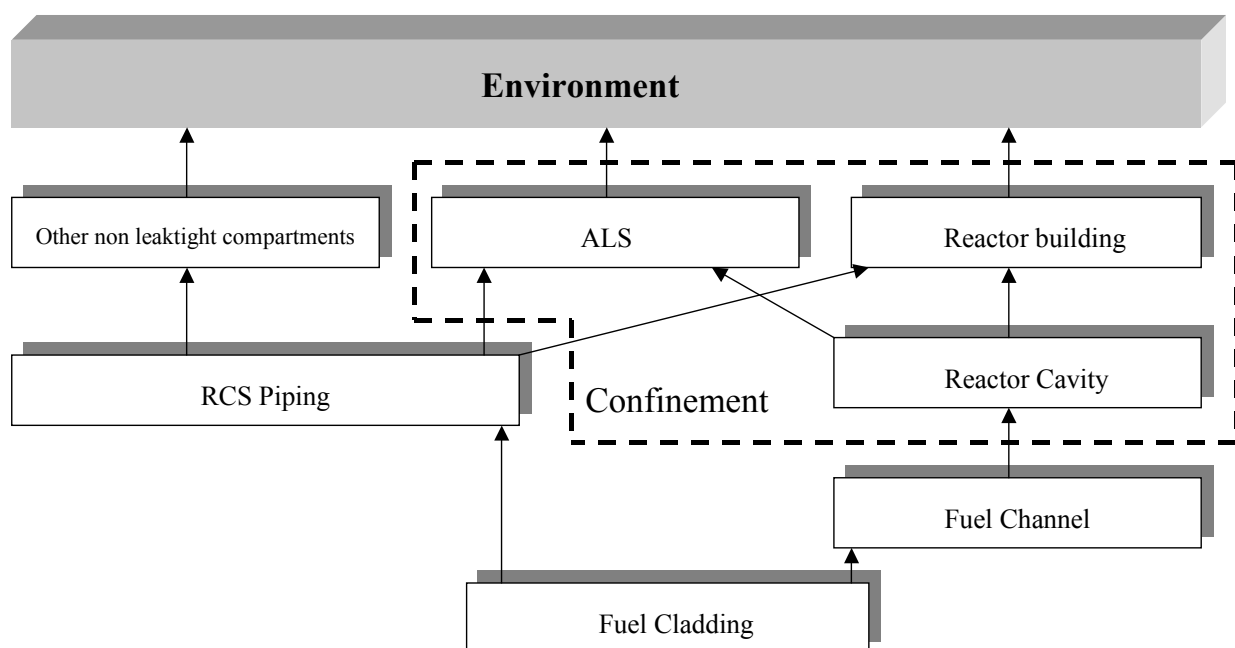 Environment
Other non leaktight compartments
ALS
Reactor building
RCS Piping
Confinement
Reactor Cavity
Fuel Channel
Fuel Cladding